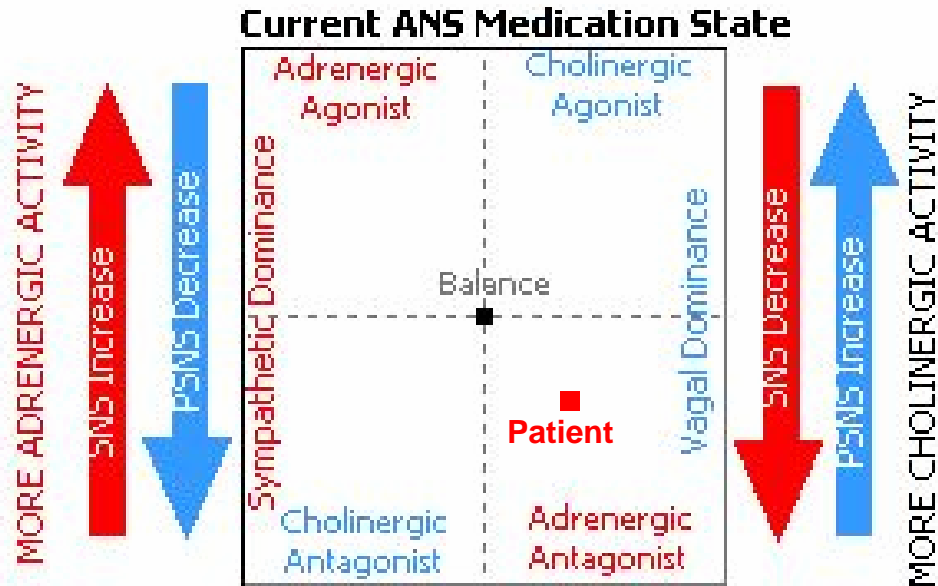 Current ANS Medication State
MORE ADRENERGIC ACTIVITY
SNS Increase
PSNS Decrease
Sympathetic Dominance
Adrenergic
Agonist
Cholinergic
Agonist
Balance
Patient
Cholinergic
Antagonist
Adrenergic
Antagonist
Vagal Dominance
SNS Decrease
PSNS Increase
MORE CHOLINERGIC ACTIVITY